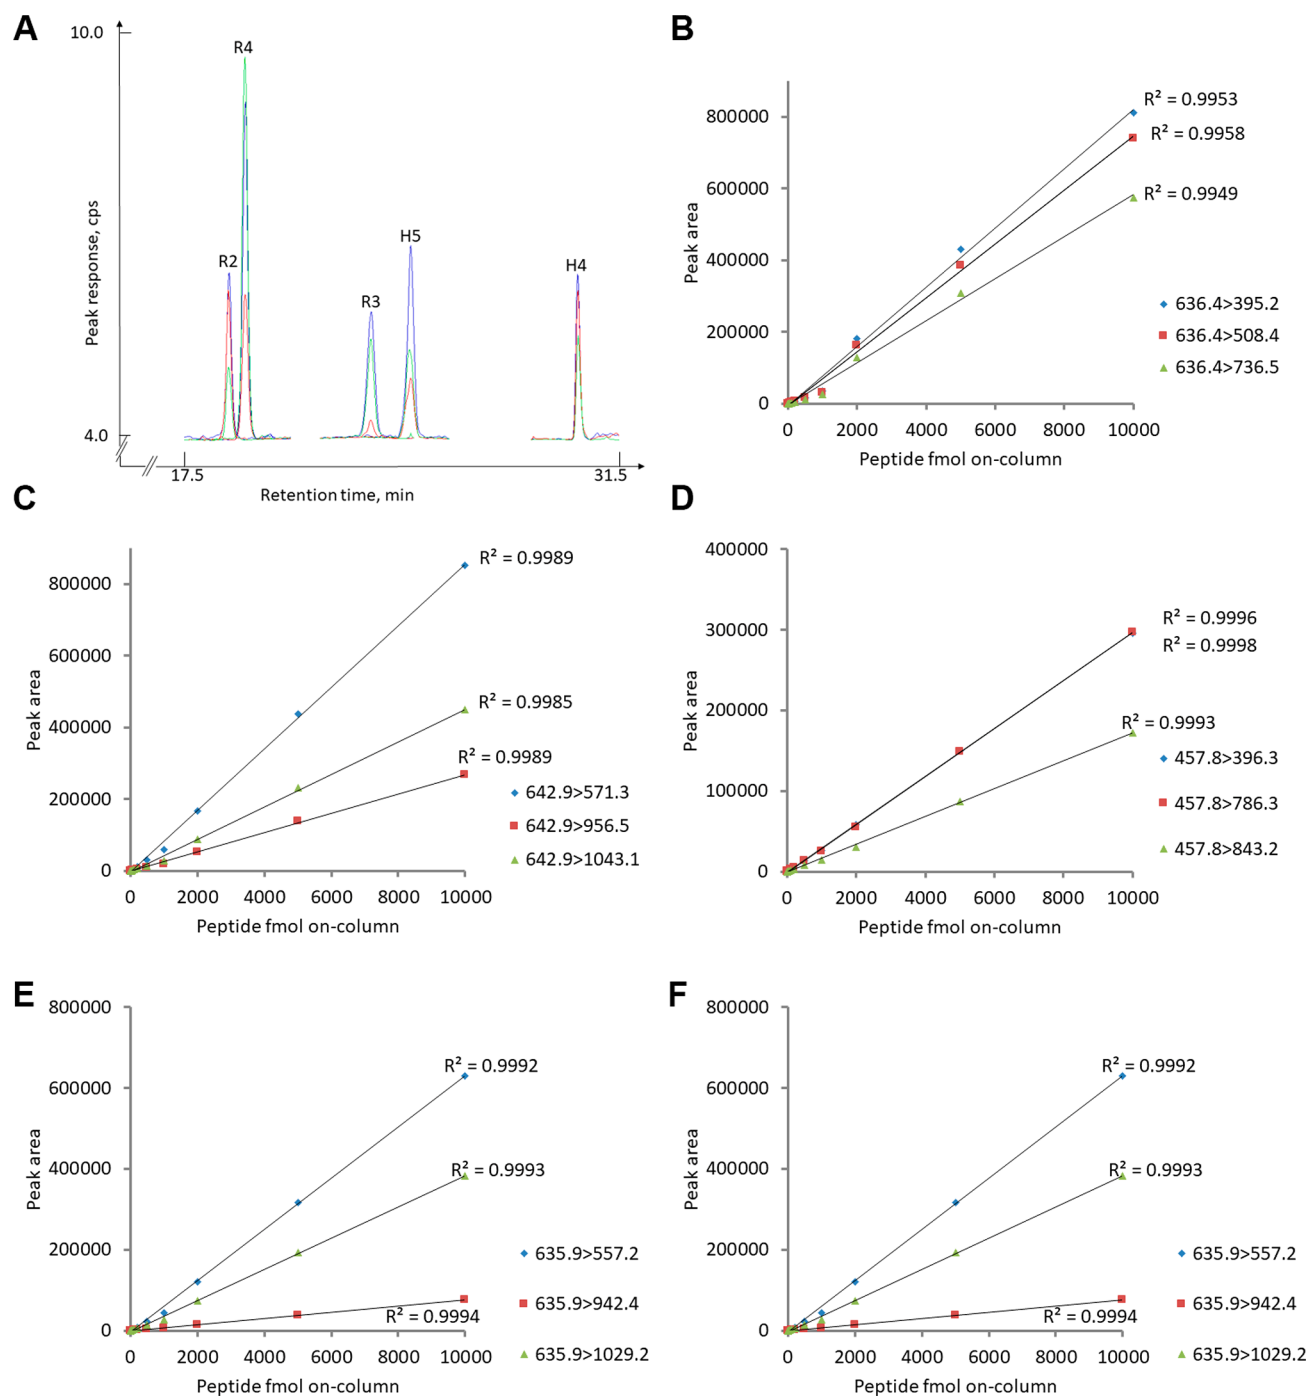 A
10.0
R4
R2
H5
R3
H4
Peak response, cps
4.0
17.5
31.5
Retention time, min
B
R² = 0.9953
R² = 0.9958
R² = 0.9949
800000
600000
400000
200000
0
Peak area
636.4>395.2
636.4>508.4
636.4>736.5
0 2000 4000 6000 8000 10000
Peptide fmol on-column
C
R² = 0.9989
R² = 0.9985
R² = 0.9989
800000
600000
400000
200000
0
Peak area
642.9>571.3
642.9>956.5
642.9>1043.1
0 2000 4000 6000 8000 10000
Peptide fmol on-column
D
400000
300000
200000
100000
0
Peak area
R² = 0.9996
R² = 0.9998
R² = 0.9993
457.8>396.3
457.8>786.3
457.8>843.2
0 2000 4000 6000 8000 10000
Peptide fmol on-column
E
800000
600000
400000
200000
0
Peak area
R² = 0.9992
R² = 0.9993
R² = 0.9994
635.9>557.2
635.9>942.4
635.9>1029.2
0 2000 4000 6000 8000 10000
Peptide fmol on-column
F
800000
600000
400000
200000
0
Peak area
R² = 0.9992
R² = 0.9993
R² = 0.9994
635.9>557.2
635.9>942.4
635.9>1029.2
0 2000 4000 6000 8000 10000
Peptide fmol on-column